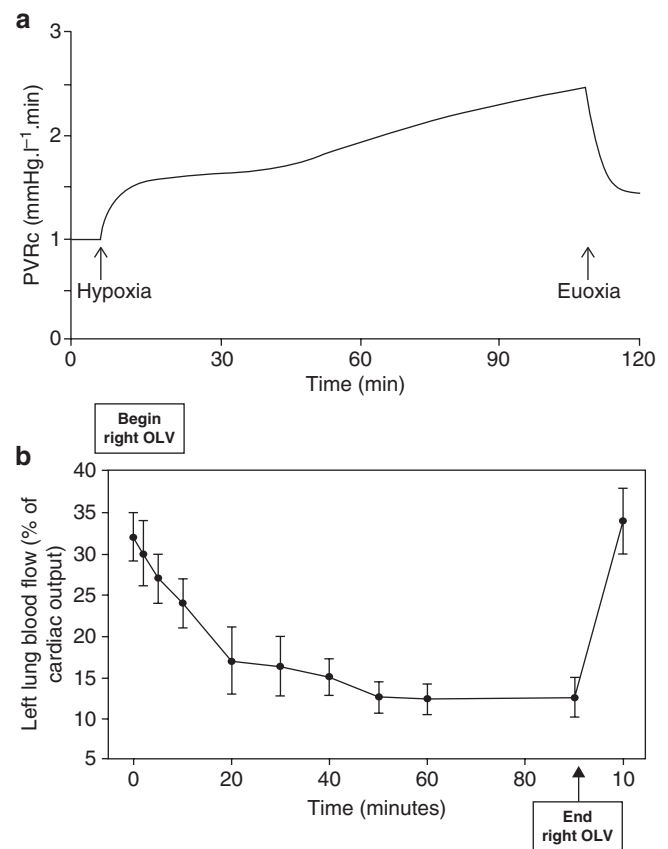 a
PVRc (mmHg.l⁻¹.min)
3
2
1
0
Hypoxia
Euoxia
0 30 60 90 120
Time (min)
Begin
right OLV
b
Left lung blood flow (% of
cardiac output)
40
35
30
25
20
15
10
5
0 20 40 60 80 10
Time (minutes)
End
right OLV